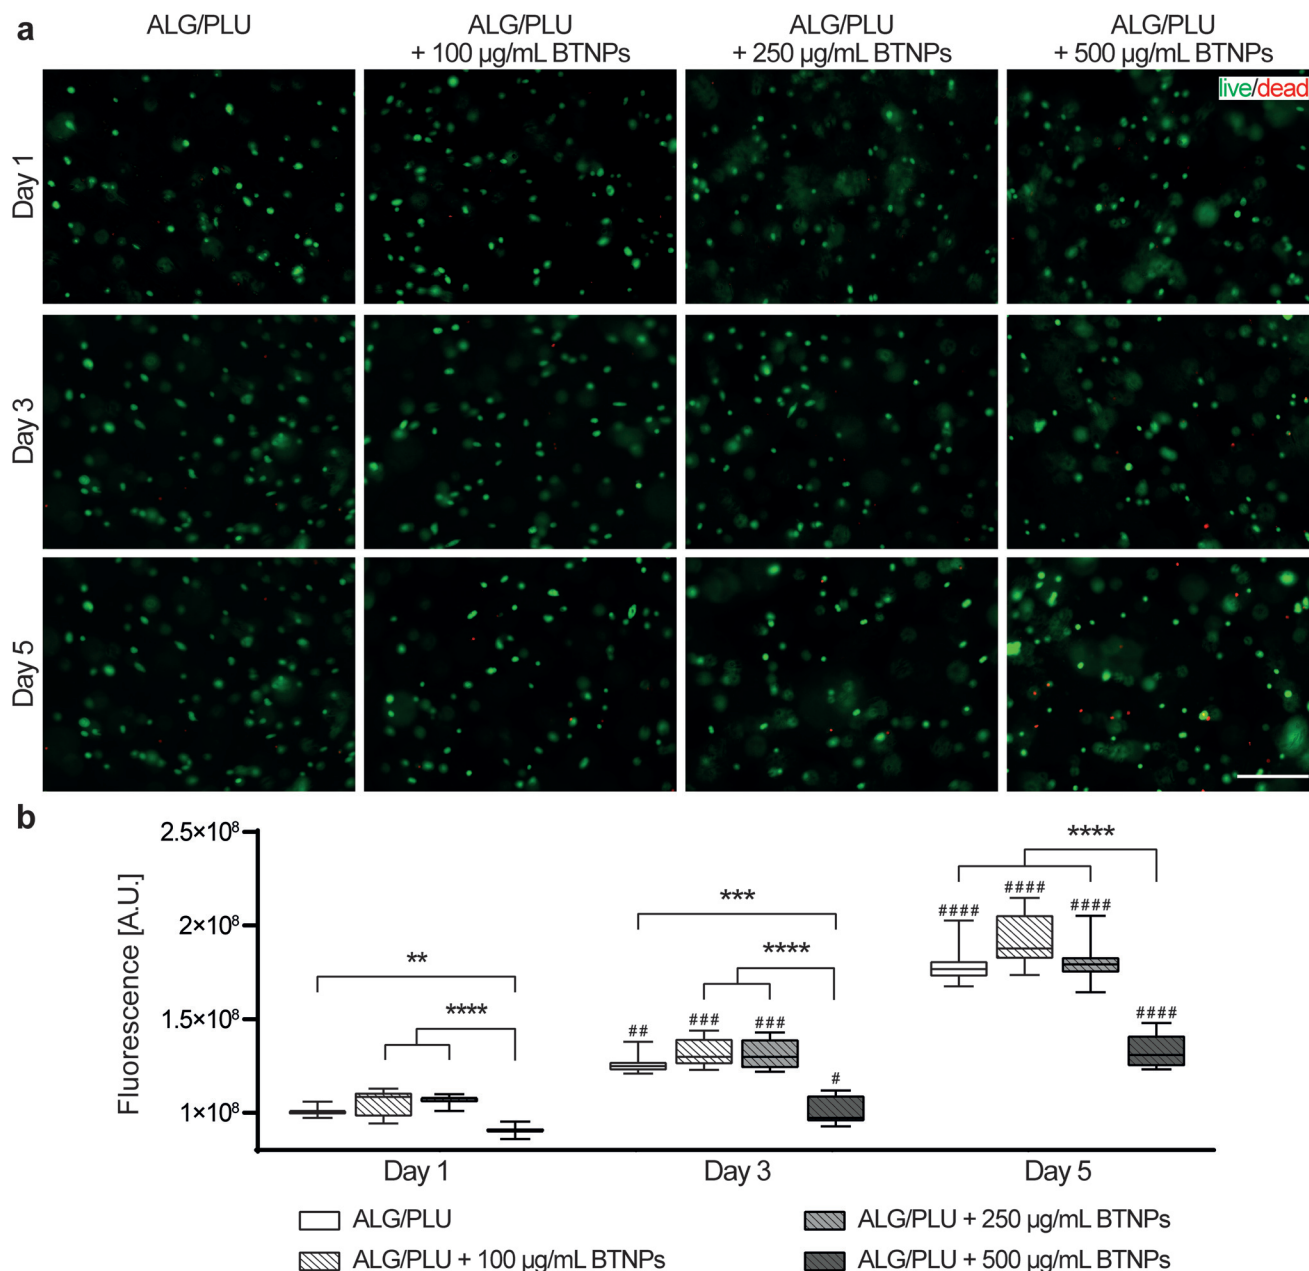 a
ALG/PLU
ALG/PLU
+ 100 µg/mL BTNPs
ALG/PLU
+ 250 µg/mL BTNPs
ALG/PLU
+ 500 µg/mL BTNPs
live/dead
Day 1
Day 3
Day 5
b
Fluorescence [A.U.]
2.5×10⁸
2×10⁸
1.5×10⁸
1×10⁸
**
****
***
****
****
##
###
###
#
####
####
####
####
Day 1
Day 3
Day 5
ALG/PLU
ALG/PLU + 100 µg/mL BTNPs
ALG/PLU + 250 µg/mL BTNPs
ALG/PLU + 500 µg/mL BTNPs